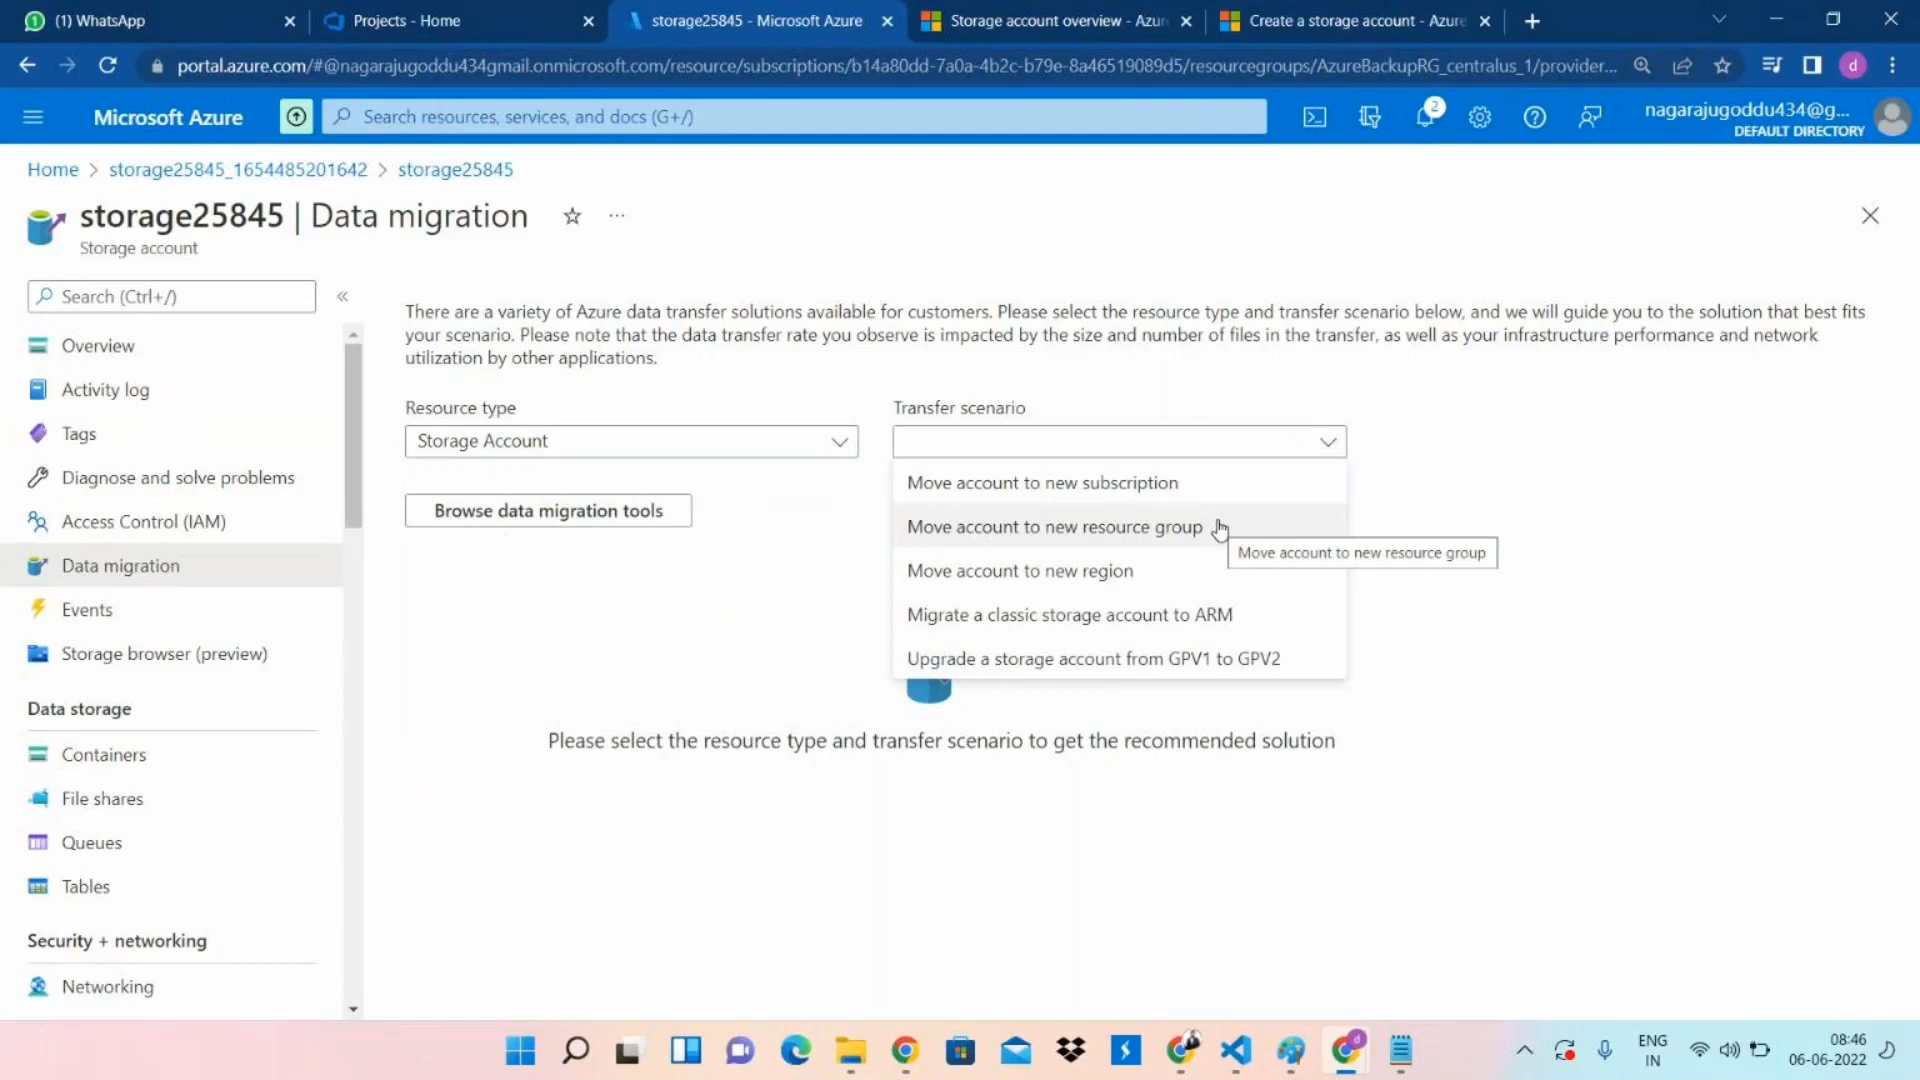 (1) WhatsApp
Projects - Home
storage25845 - Microsoft Azure
Storage account overview - Azur
Create a storage account - Azure
portal.azure.com/#@nagarajugoddu434gmail.onmicrosoft.com/resource/subscriptions/b14a80dd-7a0a-4b2c-b79e-8a46519089d5/resourcegroups/AzureBackupRG_centralus_1/provider...
d
Microsoft Azure
Search resources, services, and docs (G+/)
2
nagarajugoddu434@g...
DEFAULT DIRECTORY
Home > storage25845_1654485201642 > storage25845
storage25845 | Data migration ...
Storage account
Search (Ctrl+/)
«
Overview
Activity log
Tags
Diagnose and solve problems
Access Control (IAM)
Data migration
Events
Storage browser (preview)
Data storage
Containers
File shares
Queues
Tables
Security + networking
Networking
There are a variety of Azure data transfer solutions available for customers. Please select the resource type and transfer scenario below, and we will guide you to the solution that best fits
your scenario. Please note that the data transfer rate you observe is impacted by the size and number of files in the transfer, as well as your infrastructure performance and network
utilization by other applications.
Resource type
Storage Account
Transfer scenario
Browse data migration tools
Move account to new subscription
Move account to new resource group
Move account to new resource group
Move account to new region
Migrate a classic storage account to ARM
Upgrade a storage account from GPV1 to GPV2
Please select the resource type and transfer scenario to get the recommended solution
ENG
IN
08:46
06-06-2022